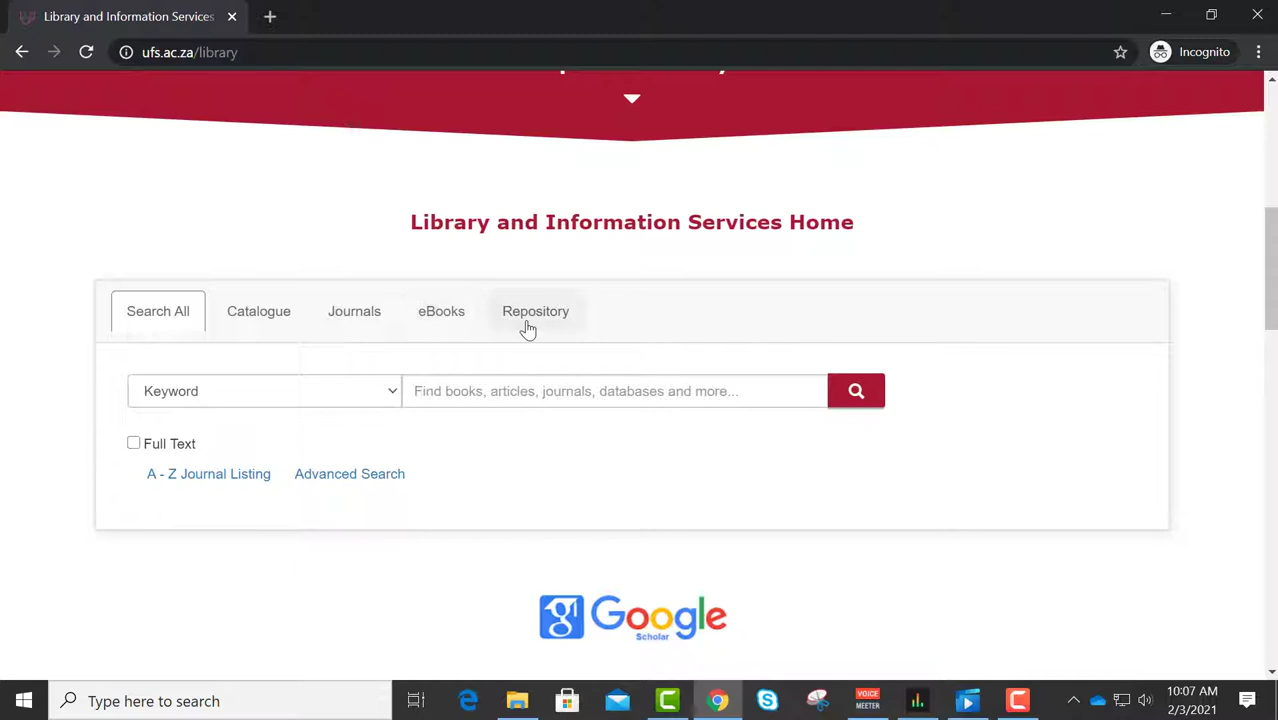 Library and Information Services
Incognito
ufs.ac.za/library
Library and Information Services Home
Search All
Catalogue
Journals
eBooks
Repository
Keyword
Find books, articles, journals, databases and more...
Full Text
A - Z Journal Listing
Advanced Search
Google
Scholar
Type here to search
VOICE
MEETER
10:07 AM
2/3/2021